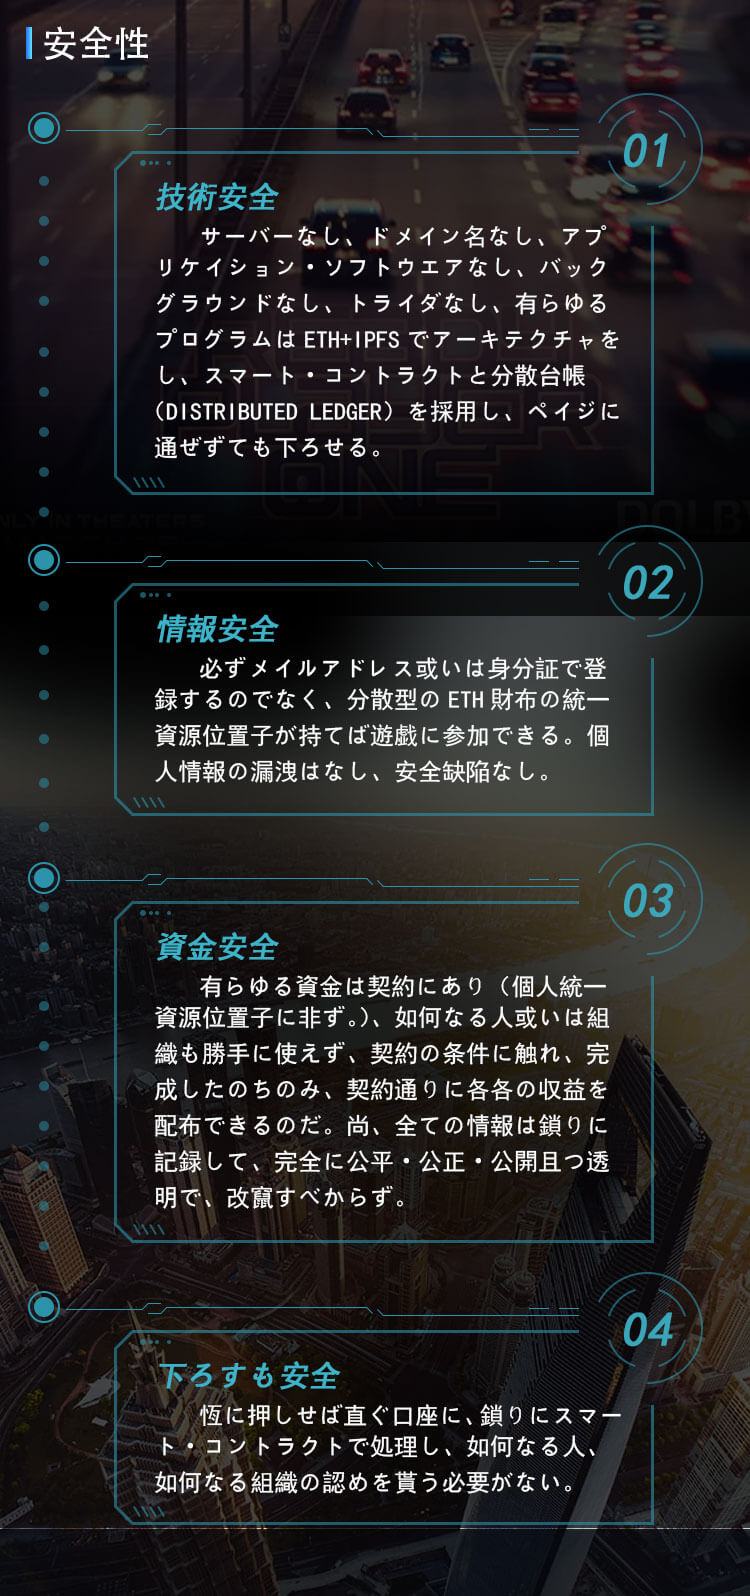 安全性
01
技術安全
サーバーなし、ドメイン名なし、アプ
リケイション・ソフトウエアなし、バック
グラウンドなし、トライダなし、有らゆる
プログラムは ETH+IPFS でアーキテクチャを
し、スマート・コントラクトと分散台帳
(DISTRIBUTED LEDGER) を採用し、ペイジに
通ぜずても下ろせる。
ONE
NLY IN THEATERS
DOLBY
02
情報安全
必ずメイルアドレス或いは身分証で登
録するのでなく、分散型の ETH 財布の統一
資源位置子が持てば遊戯に参加できる。個
人情報の漏洩はなし、安全缺陥なし。
03
資金安全
有らゆる資金は契約にあり（個人統一
資源位置子に非ず。)、如何なる人或いは組
織も勝手に使えず、契約の条件に触れ、完
成したのちのみ、契約通りに各各の収益を
配布できるのだ。尚、全ての情報は鎖りに
記録して、完全に公平・公正・公開且つ透
明で、改竄すべからず。
04
下ろすも安全
恆に押しせば直ぐ口座に、鎖りにスマー
ト・コントラクトで処理し、如何なる人、
如何なる組織の認めを貰う必要がない。